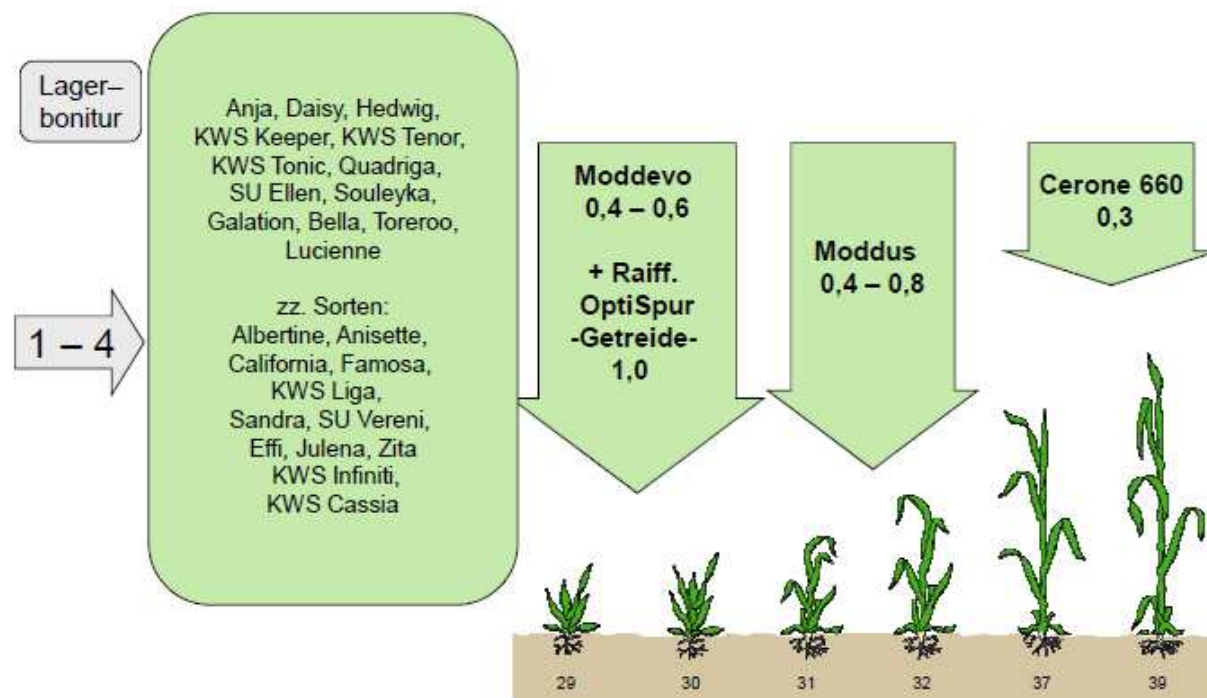 Lager–
bonitur
1 – 4
Anja, Daisy, Hedwig,
KWS Keeper, KWS Tenor,
KWS Tonic, Quadriga,
SU Ellen, Souleyka,
Galation, Bella, Toreroo,
Lucienne
zz. Sorten:
Albertine, Anisette,
California, Famosa,
KWS Liga,
Sandra, SU Vereni,
Effi, Julena, Zita
KWS Infiniti,
KWS Cassia
Moddevo
0,4 – 0,6
+ Raiff.
OptiSpur
-Getreide-
1,0
Moddus
0,4 – 0,8
Cerone 660
0,3
29 30 31 32 37 39